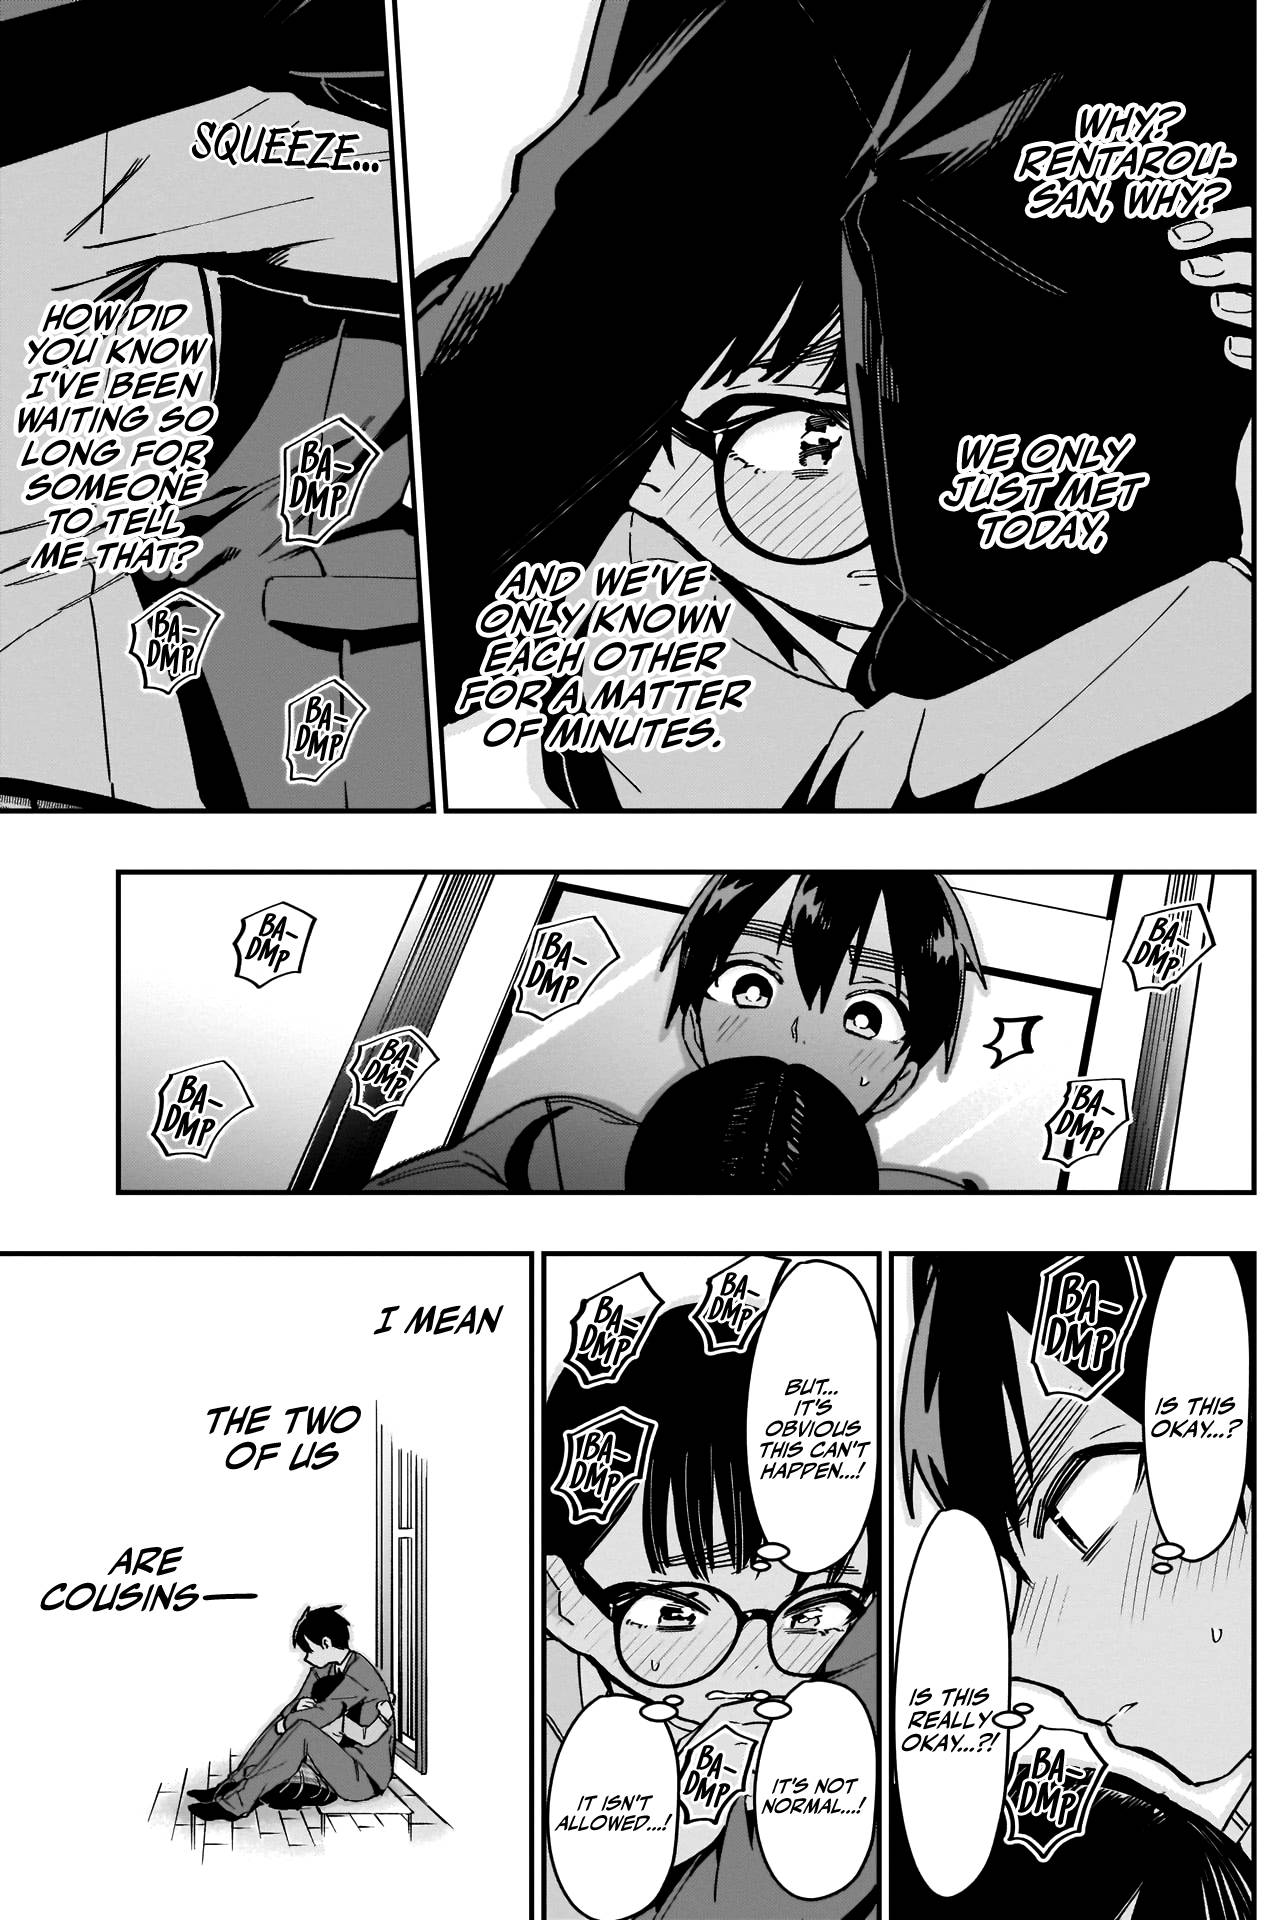 WHY?
RENTAROU-
SAN, WHY?
WE ONLY
JUST MET
TODAY,
AND WE'VE
ONLY KNOWN
EACH OTHER
FOR A MATTER
OF MINUTES.
SQUEEZE...
HOW DID
YOU KNOW
I'VE BEEN
WAITING SO
LONG FOR
SOMEONE
TO TELL
ME THAT?
BA-
DMP
BA-
DMP
BA-
DMP
BA-
DMP
BA-
DMP
BA-
DMP
BA-
DMP
BA-
DMP
BA-
DMP
BA-
DMP
IS THIS
OKAY...?
IS THIS
REALLY
OKAY...?!
BA-
DMP
BA-
DMP
BA-
DMP
BUT...
IT'S
OBVIOUS
THIS CAN'T
HAPPEN...!
BA-
DMP
IT'S NOT
NORMAL...!
BA-
DMP
IT ISN'T
ALLOWED...!
I MEAN
THE TWO
OF US
ARE
COUSINS—